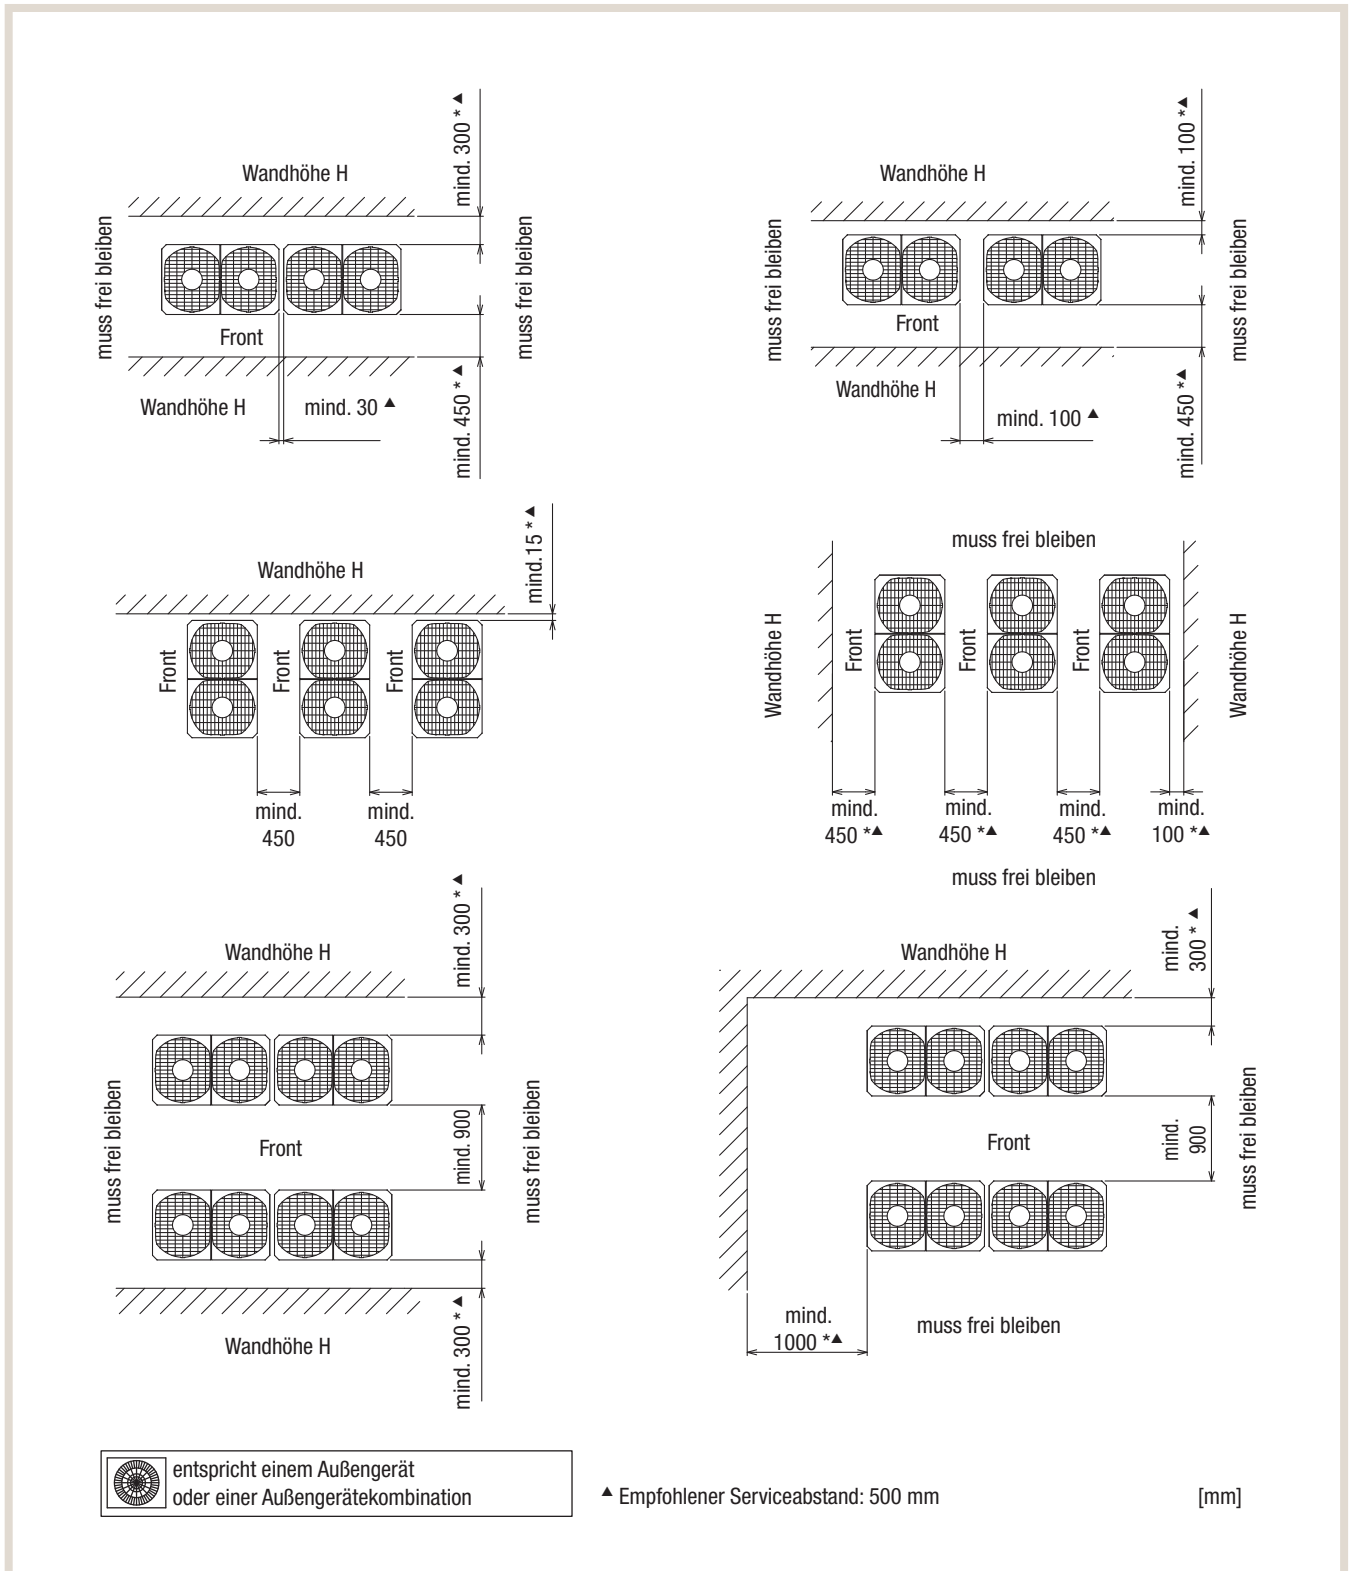 mind. 300 *▲
Wandhöhe H
muss frei bleiben
muss frei bleiben
Front
Wandhöhe H
mind. 30 ▲
mind. 450 *▲
mind. 100 *▲
Wandhöhe H
muss frei bleiben
muss frei bleiben
Front
Wandhöhe H
mind. 100 ▲
mind. 450 *▲
mind.15 *▲
Wandhöhe H
Front
Front
Front
mind.
450
mind.
450
muss frei bleiben
Wandhöhe H
Front
Front
Front
Wandhöhe H
mind.
450 *▲
mind.
450 *▲
mind.
450 *▲
mind.
100 *▲
muss frei bleiben
mind. 300 *▲
Wandhöhe H
muss frei bleiben
Front
mind. 900
muss frei bleiben
Wandhöhe H
mind. 300 *▲
mind.
300 *▲
Wandhöhe H
Front
mind.
900
muss frei bleiben
mind.
1000 *▲
muss frei bleiben
entspricht einem Außengerät
oder einer Außengerätekombination
▲ Empfohlener Serviceabstand: 500 mm
[mm]